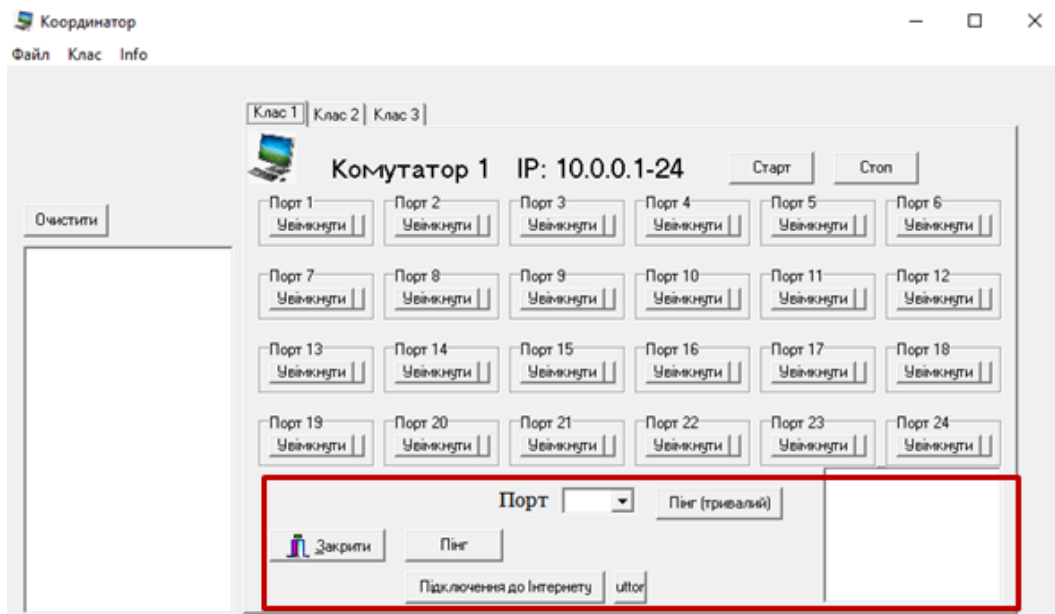 Координатор
Файл Клас Info
Клас 1 Клас 2 Клас 3
Комутатор 1 IP: 10.0.0.1-24 Старт Стоп
Очистити
Порт 1 Порт 2 Порт 3 Порт 4 Порт 5 Порт 6
Увімкнути Увімкнути Увімкнути Увімкнути Увімкнути Увімкнути
Порт 7 Порт 8 Порт 9 Порт 10 Порт 11 Порт 12
Увімкнути Увімкнути Увімкнути Увімкнути Увімкнути Увімкнути
Порт 13 Порт 14 Порт 15 Порт 16 Порт 17 Порт 18
Увімкнути Увімкнути Увімкнути Увімкнути Увімкнути Увімкнути
Порт 19 Порт 20 Порт 21 Порт 22 Порт 23 Порт 24
Увімкнути Увімкнути Увімкнути Увімкнути Увімкнути Увімкнути
Порт Пінг (тривалий)
Закрити Пінг
Підключення до Інтернету uttor